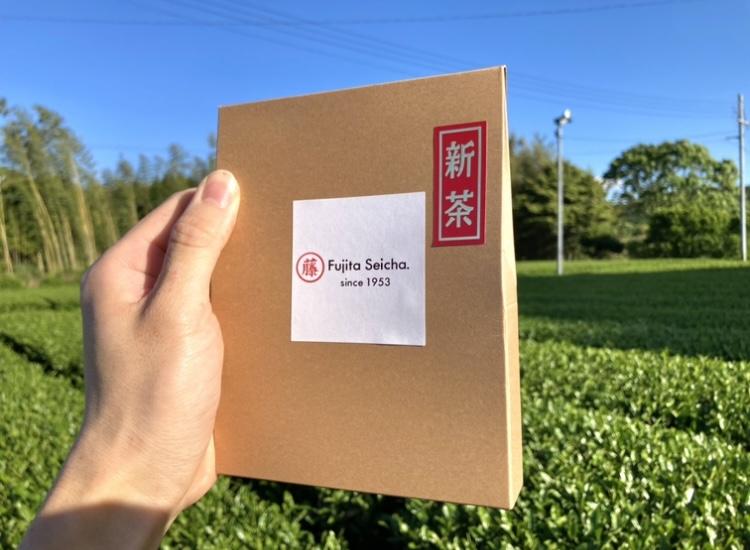 新茶
藤 Fujita Seicha.
since 1953